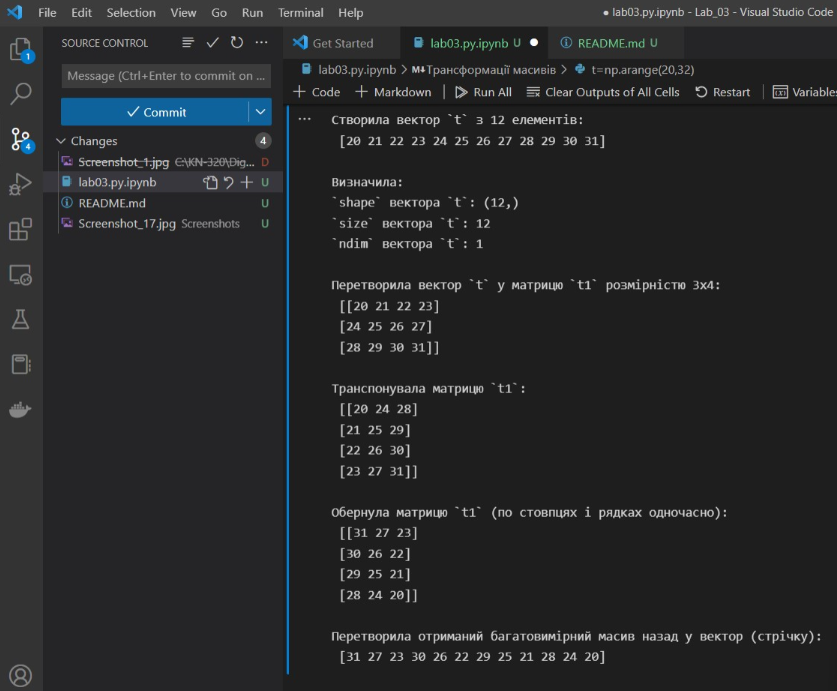 File Edit Selection View Go Run Terminal Help
● lab03.py.ipynb - Lab_03 - Visual Studio Code
SOURCE CONTROL
Get Started
lab03.py.ipynb U ●
README.md U
Message (Ctrl+Enter to commit on ...
lab03.py.ipynb > M↓Трансформації масивів > t=np.arange(20,32)
+ Code + Markdown Run All Clear Outputs of All Cells Restart Variables
Commit
Changes 4
Screenshot_1.jpg C:\KN-320\Dig... D
lab03.py.ipynb U
README.md U
Screenshot_17.jpg Screenshots U
1
4
...
Створила вектор `t` з 12 елементів:
[20 21 22 23 24 25 26 27 28 29 30 31]
Визначила:
`shape` вектора `t`: (12,)
`size` вектора `t`: 12
`ndim` вектора `t`: 1
Перетворила вектор `t` у матрицю `t1` розмірністю 3x4:
[[20 21 22 23]
[24 25 26 27]
[28 29 30 31]]
Транспонувала матрицю `t1`:
[[20 24 28]
[21 25 29]
[22 26 30]
[23 27 31]]
Обернула матрицю `t1` (по стовпцях і рядках одночасно):
[[31 27 23]
[30 26 22]
[29 25 21]
[28 24 20]]
Перетворила отриманий багатовимірний масив назад у вектор (стрічку):
[31 27 23 30 26 22 29 25 21 28 24 20]